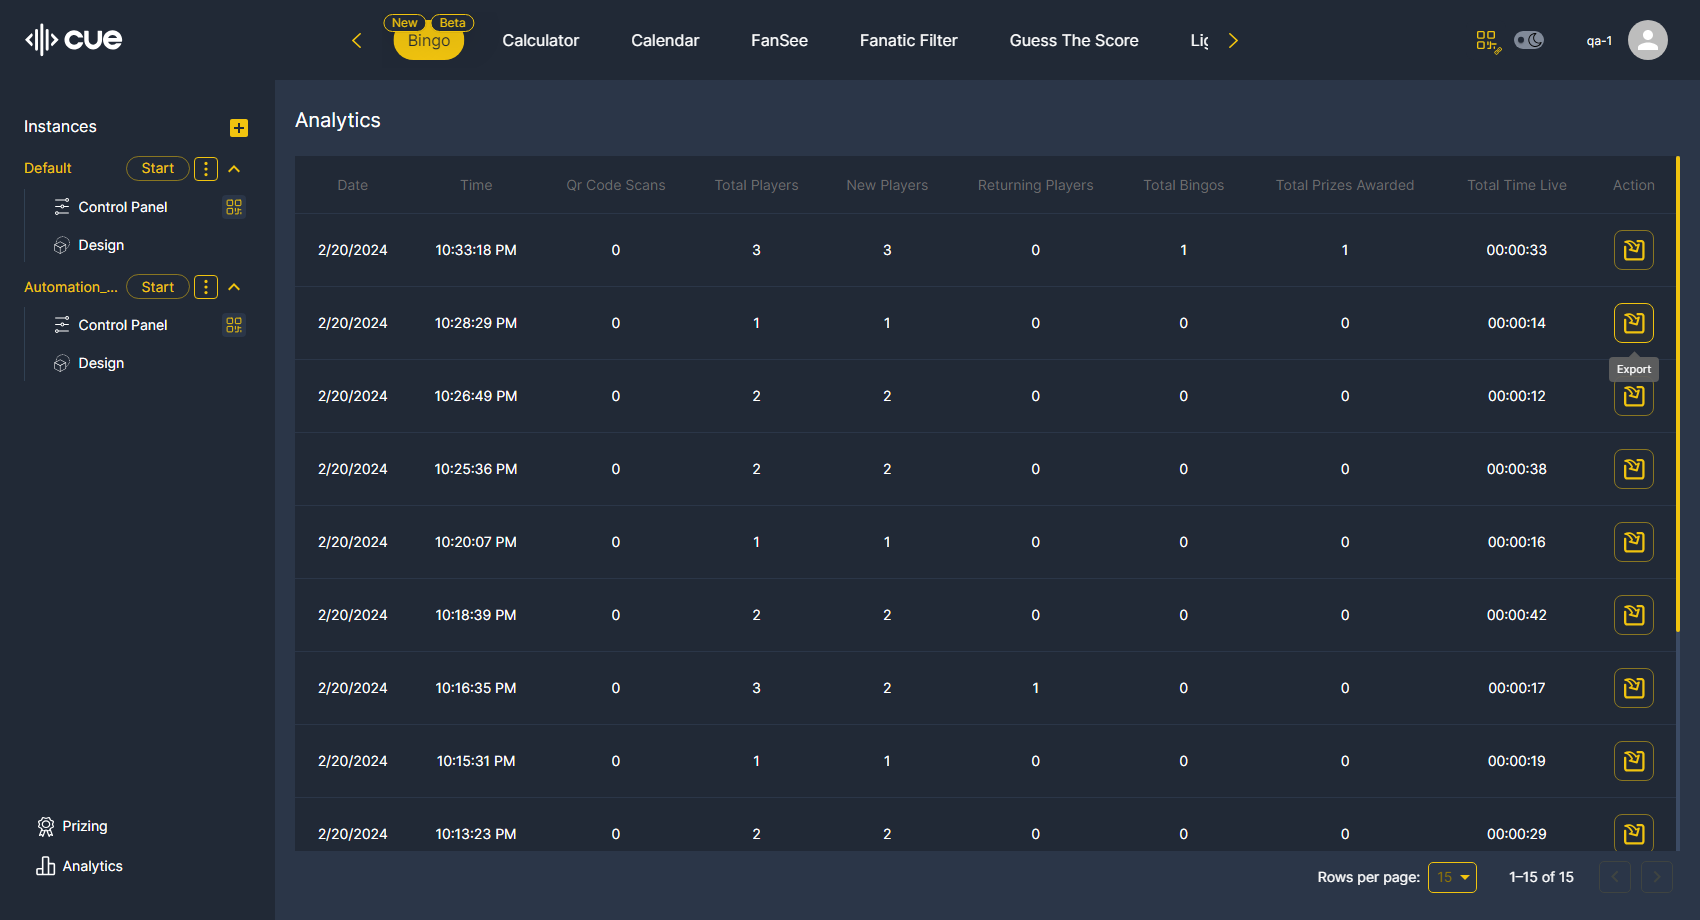 cue
New Beta
Bingo Calculator Calendar FanSee Fanatic Filter Guess The Score Lig
qa-1
Instances
Default Start
Control Panel
Design
Automation_... Start
Control Panel
Design
Prizing
Analytics
Analytics
Date Time Qr Code Scans Total Players New Players Returning Players Total Bingos Total Prizes Awarded Total Time Live Action
2/20/2024 10:33:18 PM 0 3 3 0 1 1 00:00:33
2/20/2024 10:28:29 PM 0 1 1 0 0 0 00:00:14
Export
2/20/2024 10:26:49 PM 0 2 2 0 0 0 00:00:12
2/20/2024 10:25:36 PM 0 2 2 0 0 0 00:00:38
2/20/2024 10:20:07 PM 0 1 1 0 0 0 00:00:16
2/20/2024 10:18:39 PM 0 2 2 0 0 0 00:00:42
2/20/2024 10:16:35 PM 0 3 2 1 0 0 00:00:17
2/20/2024 10:15:31 PM 0 1 1 0 0 0 00:00:19
2/20/2024 10:13:23 PM 0 2 2 0 0 0 00:00:29
Rows per page: 15 1–15 of 15